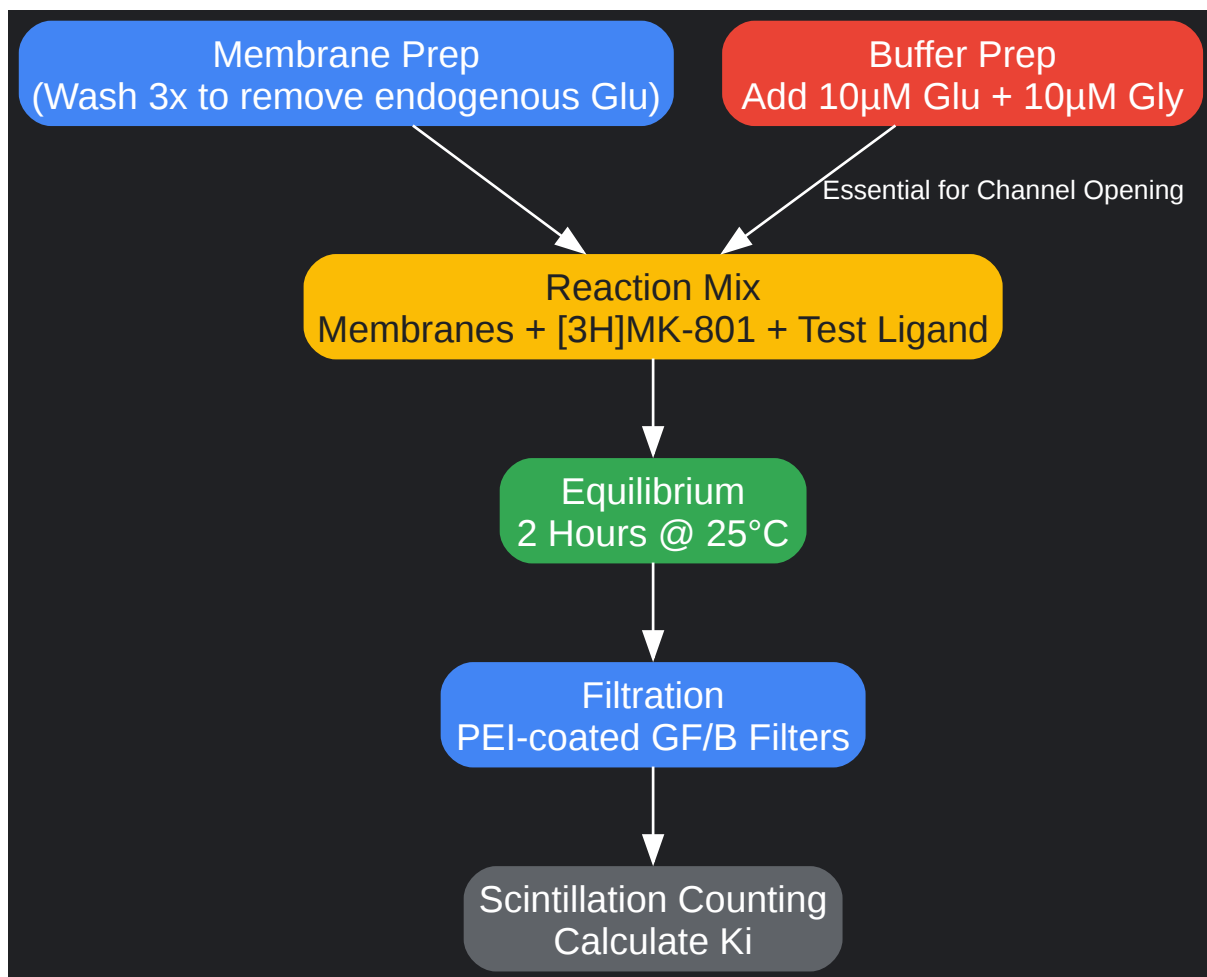 Membrane Prep
(Wash 3x to remove endogenous Glu)
Buffer Prep
Add 10µM Glu + 10µM Gly
Essential for Channel Opening
Reaction Mix
Membranes + [3H]MK-801 + Test Ligand
Equilibrium
2 Hours @ 25°C
Filtration
PEI-coated GF/B Filters
Scintillation Counting
Calculate Ki